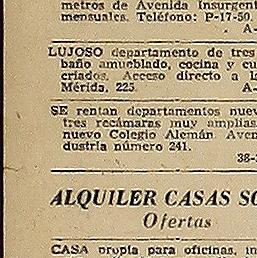 metros de Avenida Insurgent
mensuales. Teléfono: P-17-50.
A-
LUJOSO departamento de tres
baño amueblado, cocina y cu
criados. Acceso directo a l
Mérida, 225. A-
SE rentan departamentos nuev
tres recámaras muy amplias
nuevo Colegio Alemán Aven
dustria número 241.
38-
ALQUILER CASAS SO
Ofertas
CASA propia para oficinas, in